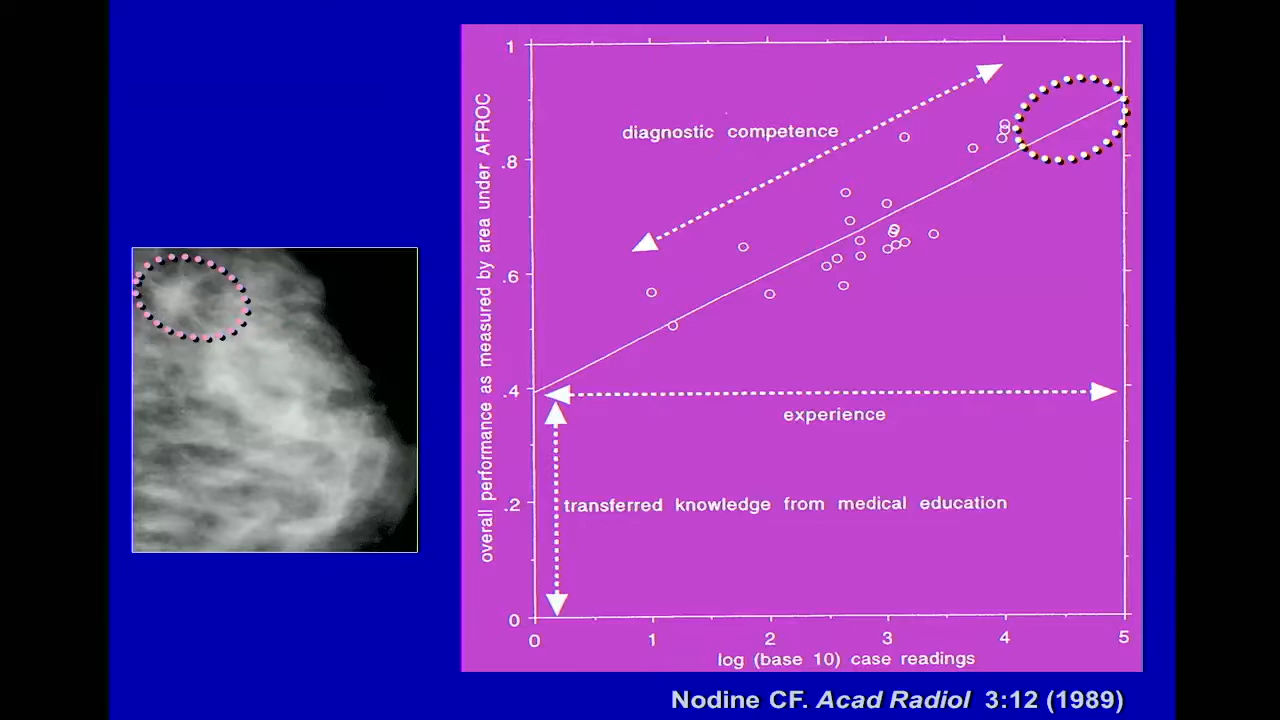 overall performance as measured by area under AFROC
1
.8
.6
.4
.2
0
diagnostic competence
experience
transferred knowledge from medical education
0 1 2 3 4 5
log (base 10) case readings
Nodine CF. Acad Radiol 3:12 (1989)